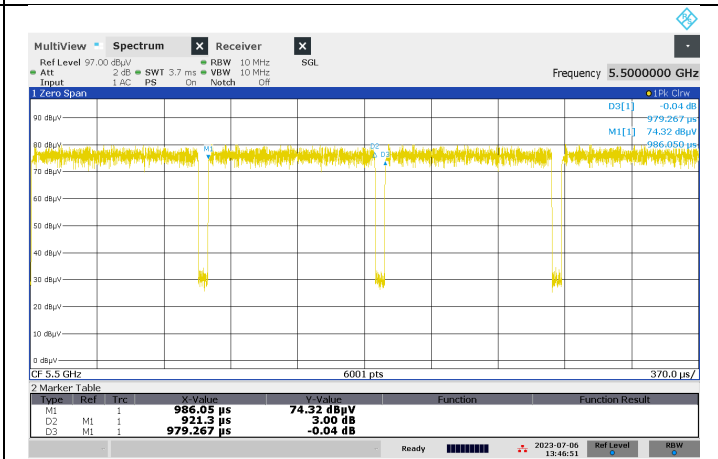 R S
MultiView Spectrum X Receiver X
Ref Level 97.00 dBµV RBW 10 MHz SGL
Att 2 dB SWT 3.7 ms VBW 10 MHz Frequency 5.5000000 GHz
Input 1 AC PS On Notch Off
1 Zero Span 1Pk Clrw
D3[1] -0.04 dB
979.267 µs
M1[1] 74.32 dBµV
986.050 µs
90 dBµV
80 dBµV
M1 D2 D3
70 dBµV
60 dBµV
50 dBµV
40 dBµV
30 dBµV
20 dBµV
10 dBµV
0 dBµV
CF 5.5 GHz 6001 pts 370.0 µs/
2 Marker Table
Type Ref Trc X-Value Y-Value Function Function Result
M1 1 986.05 µs 74.32 dBµV
D2 M1 1 921.3 µs 3.00 dB
D3 M1 1 979.267 µs -0.04 dB
Ready 2023-07-06 Ref Level RBW
13:46:51